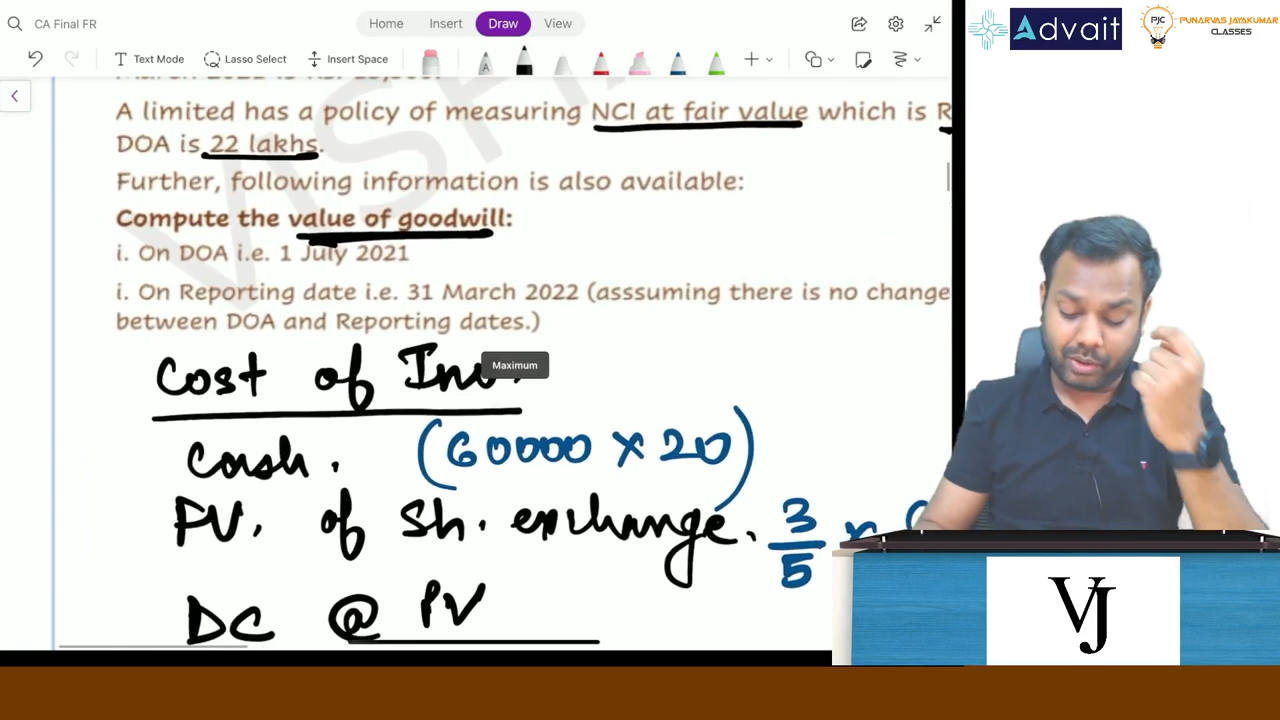 CA Final FR
Home Insert Draw View
Advait
PJC PUNARVAS JAYAKUMAR CLASSES
Text Mode Lasso Select Insert Space
A limited has a policy of measuring NCI at fair value which is R
DOA is 22 lakhs.
Further, following information is also available:
Compute the value of goodwill:
i. On DOA i.e. 1 July 2021
i. On Reporting date i.e. 31 March 2022 (asssuming there is no change
between DOA and Reporting dates.)
Cost of Inv.
Maximum
Cash. (60000 × 20)
FV. of Sh. exchange. 3/5 ×
DC @ PV
VJ